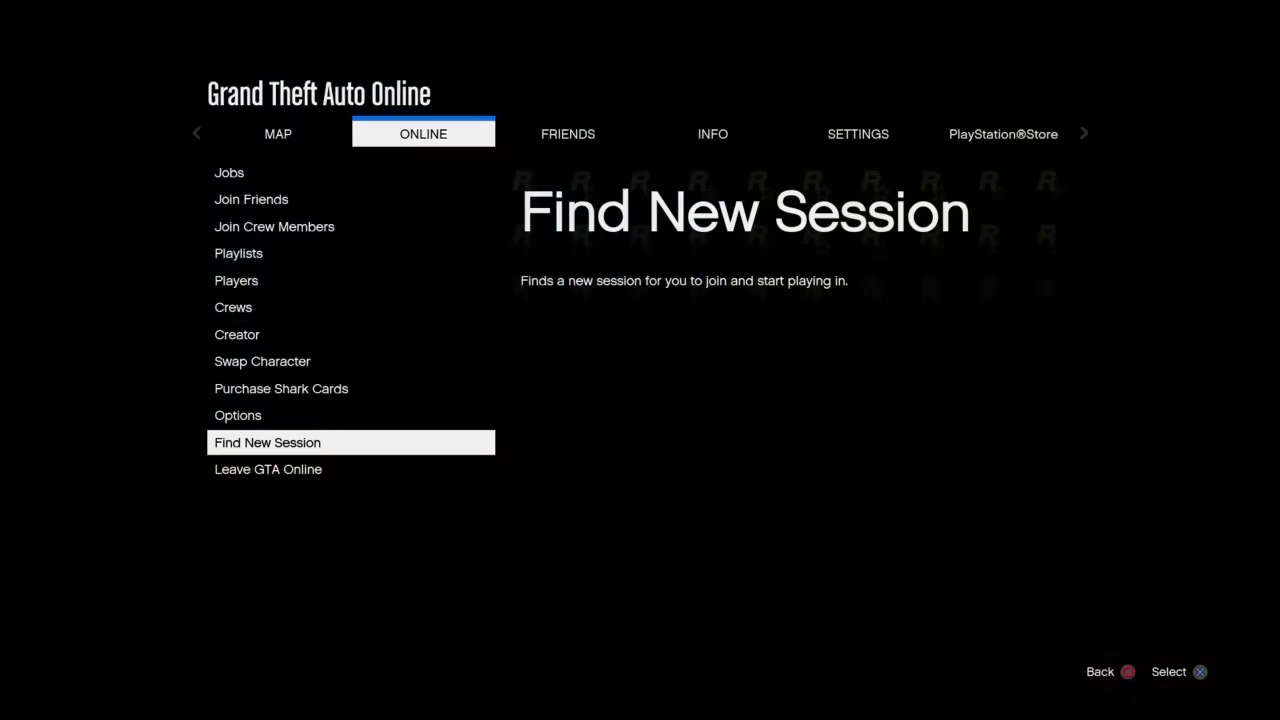 Grand Theft Auto Online
MAP ONLINE FRIENDS INFO SETTINGS PlayStation®Store
Jobs
Join Friends
Join Crew Members
Playlists
Players
Crews
Creator
Swap Character
Purchase Shark Cards
Options
Find New Session
Leave GTA Online
Find New Session
Finds a new session for you to join and start playing in.
Back Select